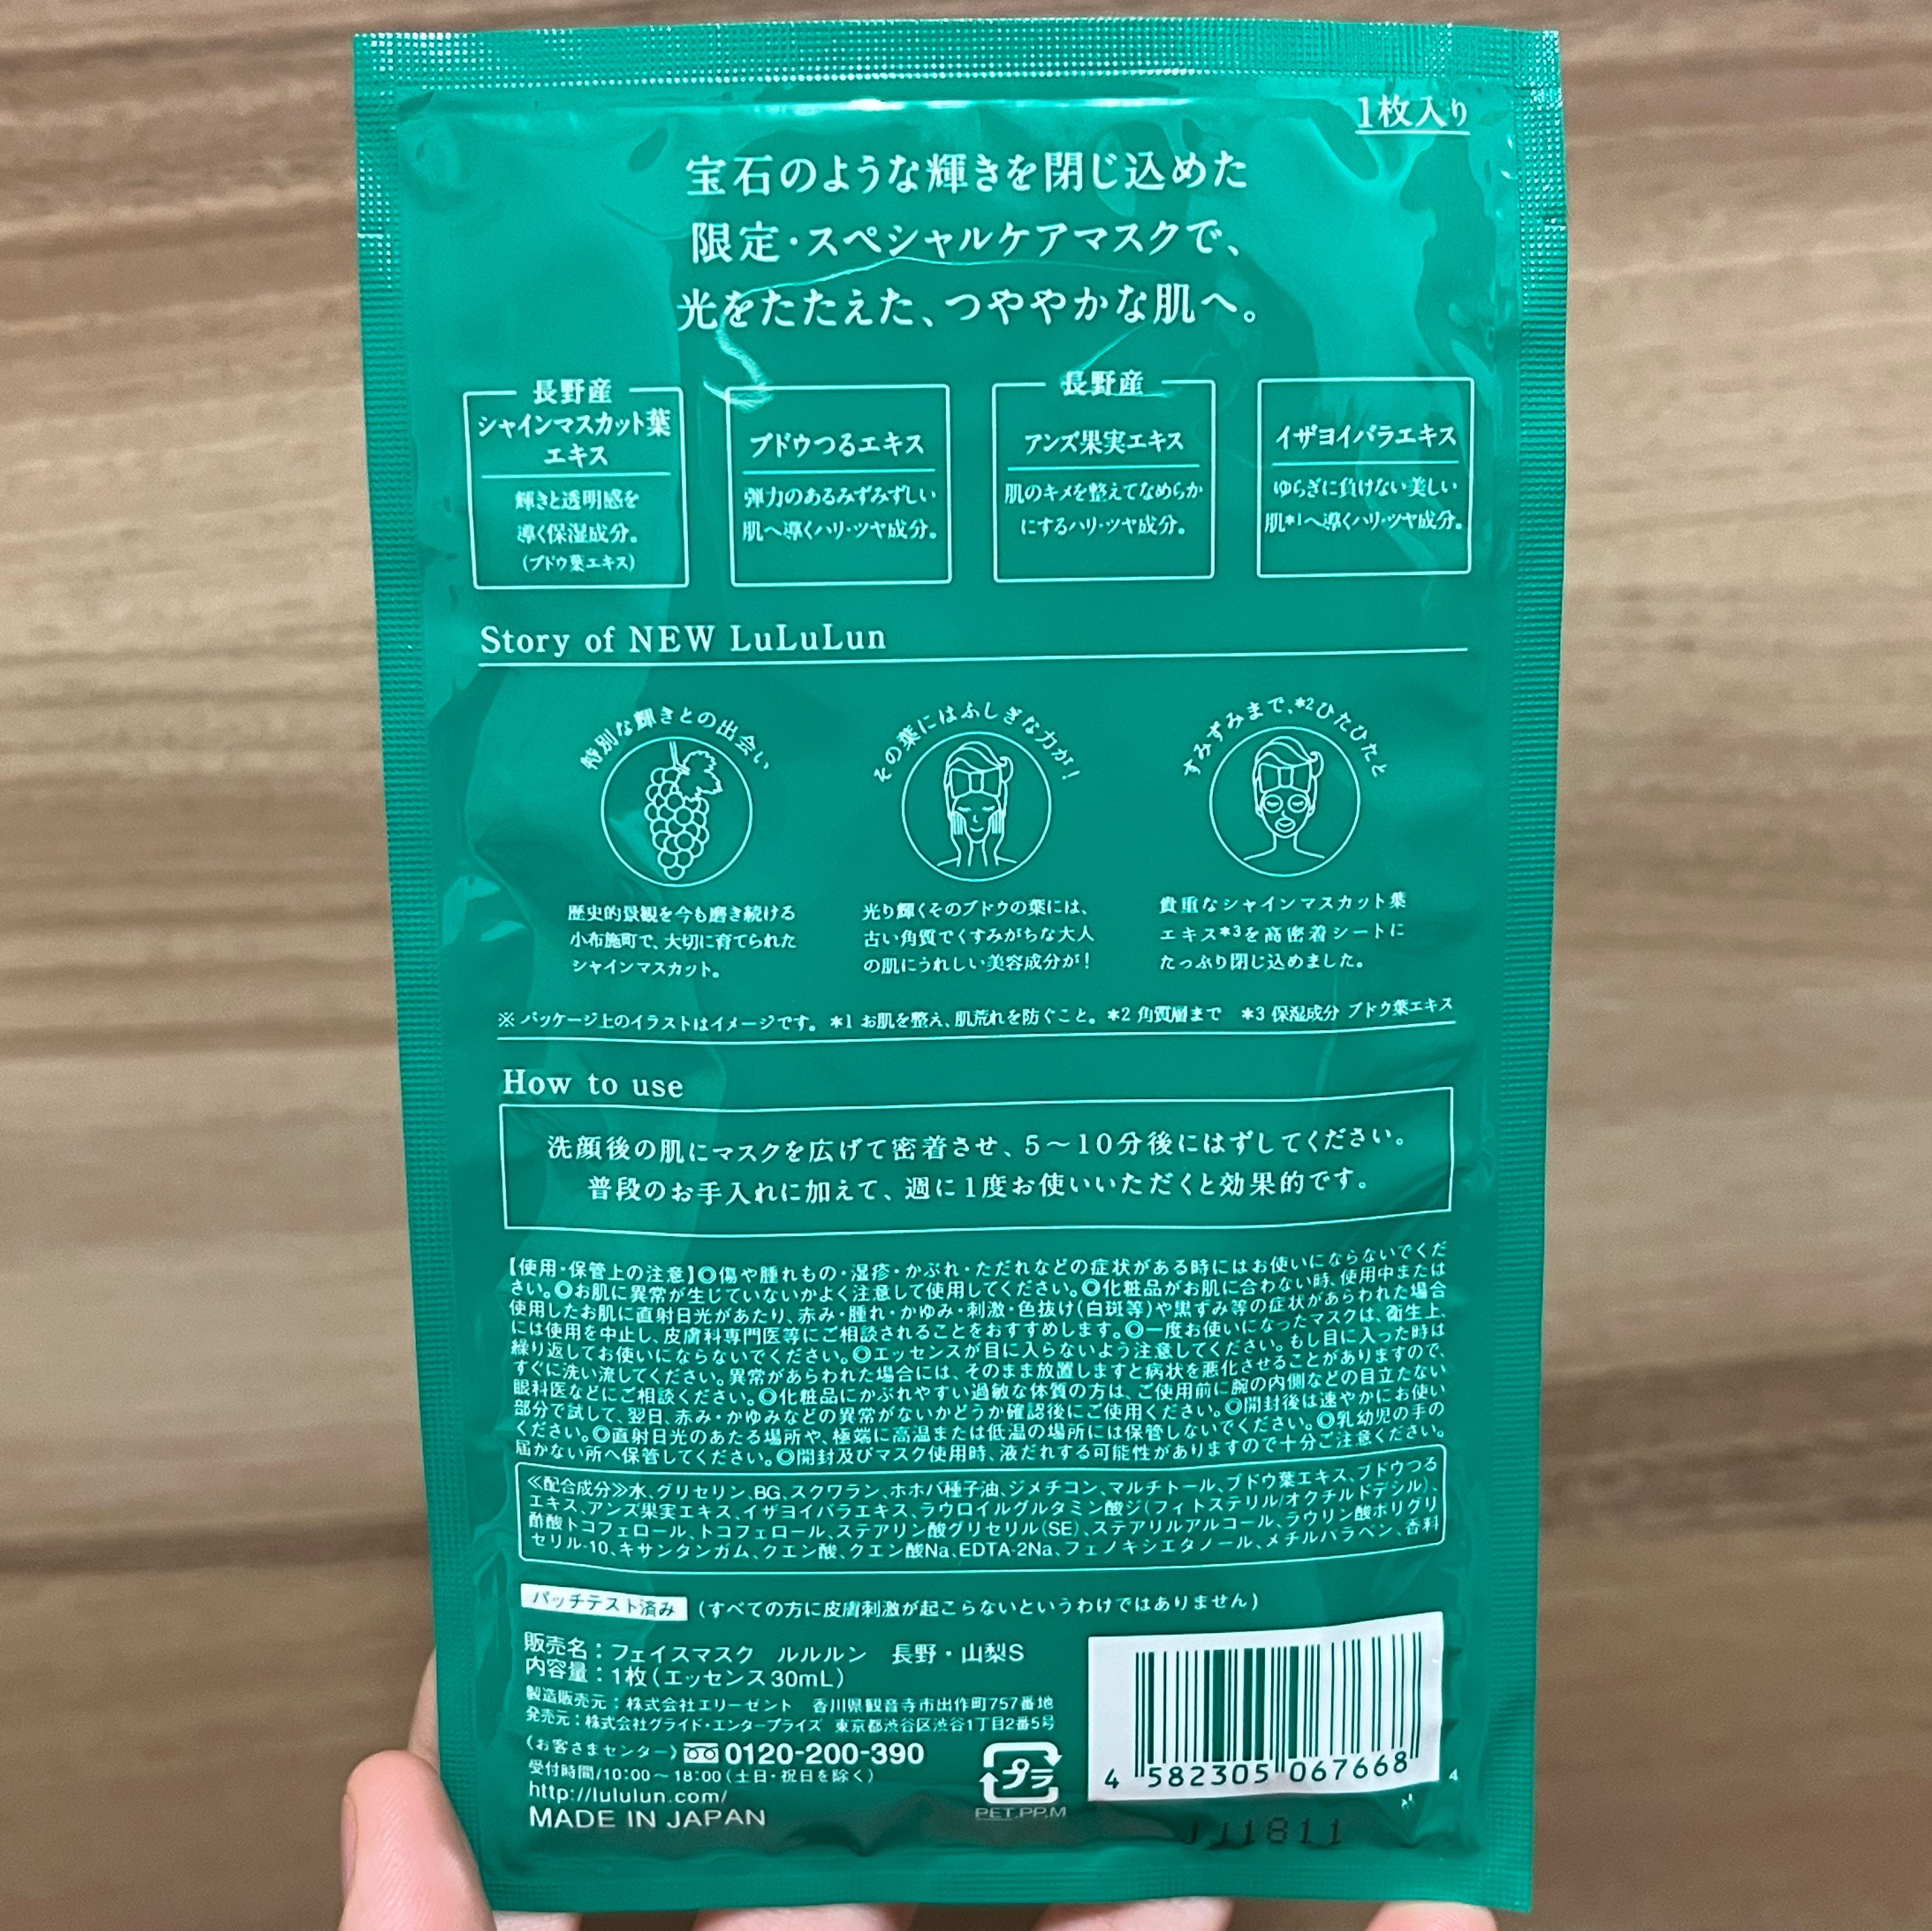 1枚入り
宝石のような輝きを閉じ込めた
限定・スペシャルケアマスクで、
光をたたえた、つややかな肌へ。
長野産
シャインマスカット葉
エキス
輝きと透明感を
導く保湿成分。
(ブドウ葉エキス)
ブドウつるエキス
弾力のあるみずみずしい
肌へ導くハリ・ツヤ成分。
長野産
アンズ果実エキス
肌のキメを整えてなめらか
にするハリ・ツヤ成分。
イザヨイバラエキス
ゆらぎに負けない美しい
肌*1へ導くハリ・ツヤ成分。
Story of NEW LuLuLun
特別な輝きとの出会い
歴史的景観を今も磨き続ける
小布施町で、大切に育てられた
シャインマスカット。
その葉にはふしぎな力が!
光り輝くそのブドウの葉には、
古い角質でくすみがちな大人
の肌にうれしい美容成分が!
すみずみまで、*2ひたひたと
貴重なシャインマスカット葉
エキス*3を高密着シートに
たっぷり閉じ込めました。
※ パッケージ上のイラストはイメージです。 *1 お肌を整え、肌荒れを防ぐこと。 *2 角質層まで *3 保湿成分 ブドウ葉エキス
How to use
洗顔後の肌にマスクを広げて密着させ、5〜10分後にはずしてください。
普段のお手入れに加えて、週に1度お使いいただくと効果的です。
【使用・保管上の注意】◎傷や腫れもの・湿疹・かぶれ・ただれなどの症状がある時にはお使いにならないでくだ
さい。◎お肌に異常が生じていないかよく注意して使用してください。◎化粧品がお肌に合わない時、使用中または
使用したお肌に直射日光があたり、赤み・腫れ・かゆみ・刺激・色抜け(白斑等)や黒ずみ等の症状があらわれた場合
には使用を中止し、皮膚科専門医等にご相談されることをおすすめします。◎一度お使いになったマスクは、衛生上、
繰り返してお使いにならないでください。◎エッセンスが目に入らないよう注意してください。もし目に入った時は
すぐに洗い流してください。異常があらわれた場合には、そのまま放置しますと病状を悪化させることがありますので、
眼科医などにご相談ください。◎化粧品にかぶれやすい過敏な体質の方は、ご使用前に腕の内側などの目立たない
部分で試して、翌日、赤み・かゆみなどの異常がないかどうか確認後にご使用ください。◎開封後は速やかにお使い
ください。◎直射日光のあたる場所や、極端に高温または低温の場所には保管しないでください。◎乳幼児の手の
届かない所へ保管してください。◎開封及びマスク使用時、液だれする可能性がありますので十分ご注意ください。
≪配合成分≫水、グリセリン、BG、スクワラン、ホホバ種子油、ジメチコン、マルチトール、ブドウ葉エキス、ブドウつる
エキス、アンズ果実エキス、イザヨイバラエキス、ラウロイルグルタミン酸ジ(フィトステリル/オクチルドデシル)、
酢酸トコフェロール、トコフェロール、ステアリン酸グリセリル(SE)、ステアリルアルコール、ラウリン酸ポリグリ
セリル-10、キサンタンガム、クエン酸、クエン酸Na、EDTA-2Na、フェノキシエタノール、メチルパラベン、香料
パッチテスト済み (すべての方に皮膚刺激が起こらないというわけではありません)
販売名:フェイスマスク ルルルン 長野・山梨S
内容量:1枚(エッセンス30mL)
製造販売元:株式会社エリーゼント 香川県観音寺市出作町757番地
発売元:株式会社グライド・エンタープライズ 東京都渋谷区渋谷1丁目2番5号
(お客さまセンター) 0120-200-390
受付時間/10:00〜18:00(土日・祝日を除く)
http://lululun.com/
MADE IN JAPAN
プラ
PET,PP,M
4 582305 067668
4
J11811